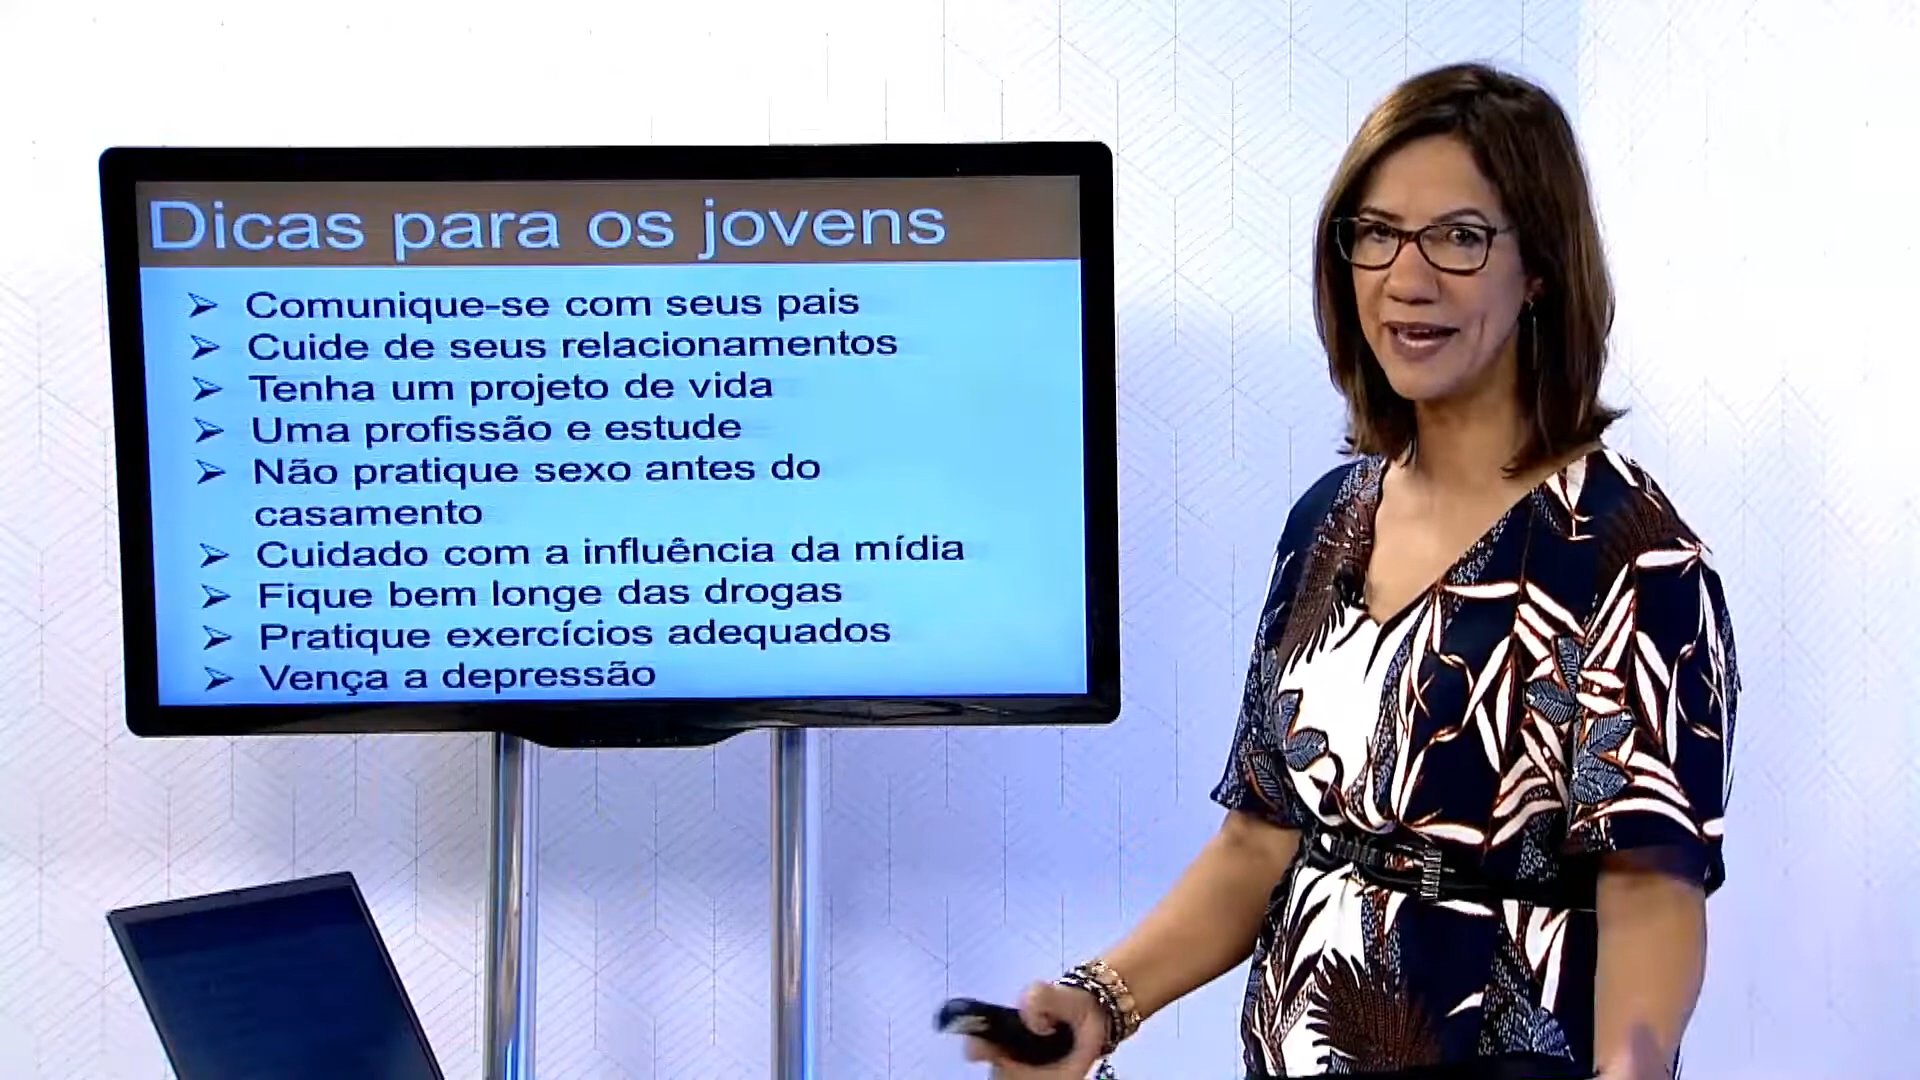 Dicas para os jovens
Comunique-se com seus pais
Cuide de seus relacionamentos
Tenha um projeto de vida
Uma profissão e estude
Não pratique sexo antes do
casamento
Cuidado com a influência da mídia
Fique bem longe das drogas
Pratique exercícios adequados
Vença a depressão